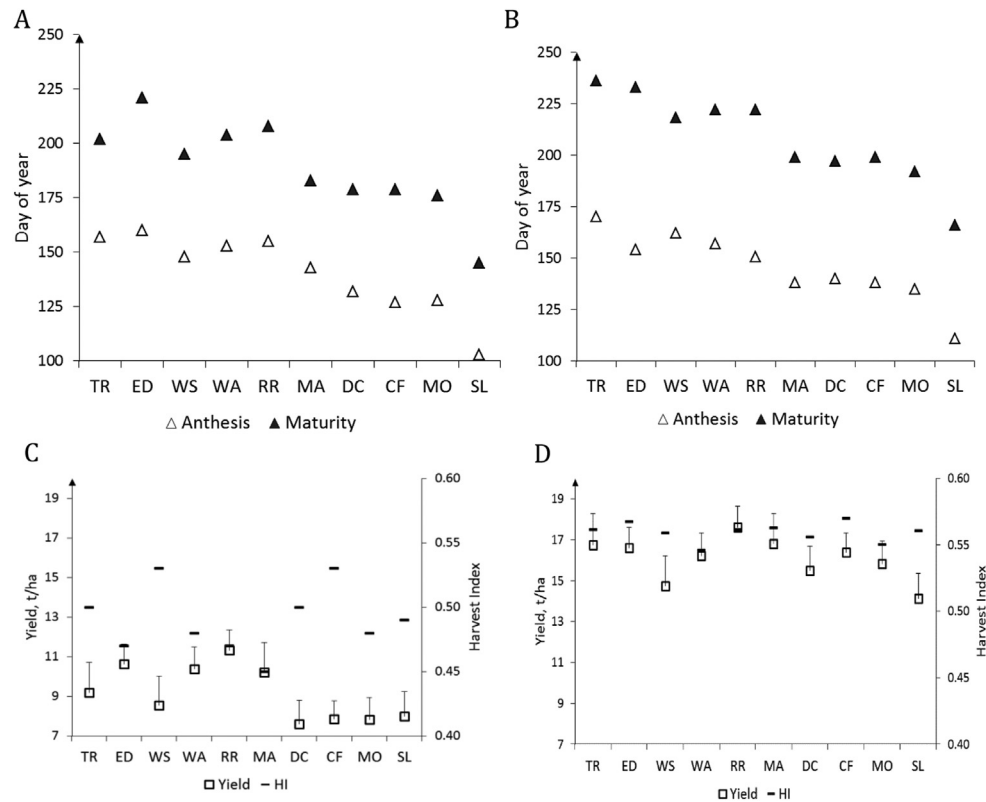 A
250
225
200
175
150
125
100
Day of year
TR ED WS WA RR MA DC CF MO SL
△ Anthesis ▲ Maturity
B
250
225
200
175
150
125
100
Day of year
TR ED WS WA RR MA DC CF MO SL
△ Anthesis ▲ Maturity
C
19
17
15
13
11
9
7
Yield, t/ha
0.60
0.55
0.50
0.45
0.40
Harvest Index
TR ED WS WA RR MA DC CF MO SL
Yield HI
D
19
17
15
13
11
9
7
Yield, t/ha
0.60
0.55
0.50
0.45
0.40
Harvest Index
TR ED WS WA RR MA DC CF MO SL
Yield HI